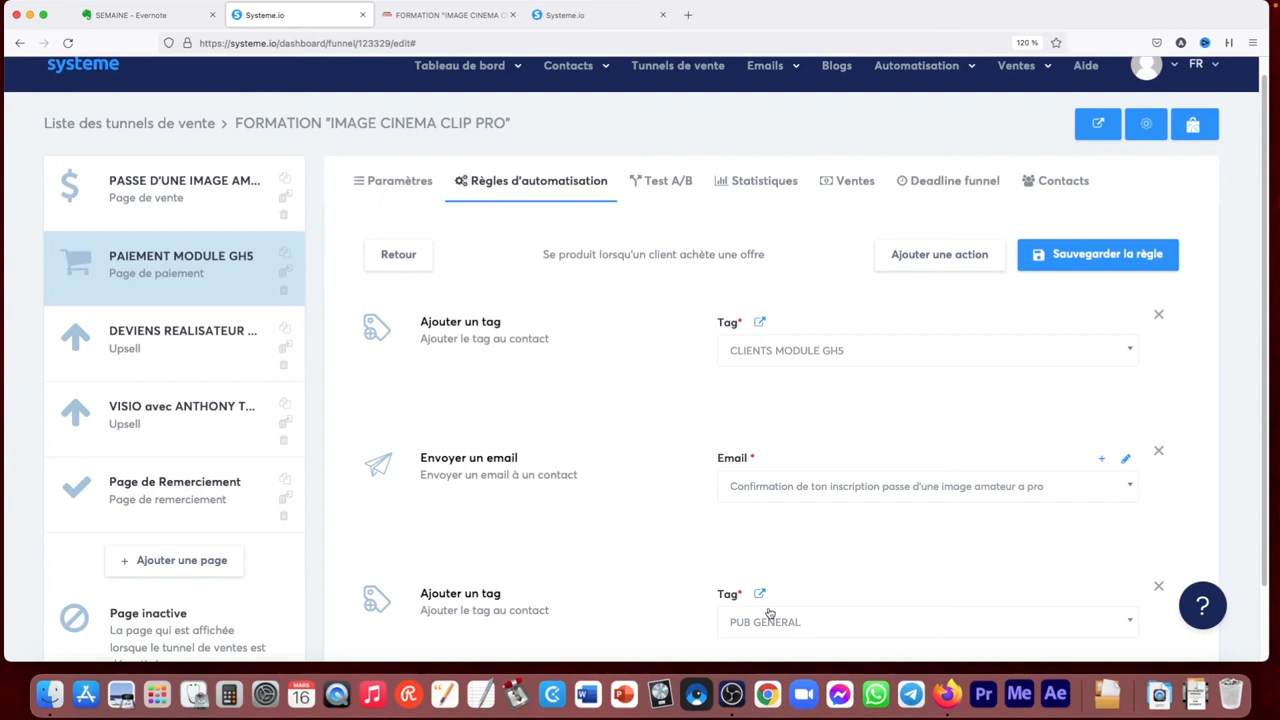 SEMAINE - Evernote
Systeme.io
FORMATION "IMAGE CINEMA C
Systeme.io
https://systeme.io/dashboard/funnel/123329/edit#
120 %
systeme
Tableau de bord
Contacts
Tunnels de vente
Emails
Blogs
Automatisation
Ventes
Aide
FR
Liste des tunnels de vente > FORMATION "IMAGE CINEMA CLIP PRO"
PASSE D'UNE IMAGE AM...
Page de vente
PAIEMENT MODULE GH5
Page de paiement
DEVIENS REALISATEUR ...
Upsell
VISIO avec ANTHONY T...
Upsell
Page de Remerciement
Page de remerciement
+ Ajouter une page
Page inactive
La page qui est affichée
lorsque le tunnel de ventes est
Paramètres
Règles d'automatisation
Test A/B
Statistiques
Ventes
Deadline funnel
Contacts
Retour
Se produit lorsqu'un client achète une offre
Ajouter une action
Sauvegarder la règle
Ajouter un tag
Ajouter le tag au contact
Tag*
CLIENTS MODULE GH5
Envoyer un email
Envoyer un email à un contact
Email *
Confirmation de ton inscription passe d'une image amateur a pro
Ajouter un tag
Ajouter le tag au contact
Tag*
PUB GENERAL
?
MARS
16
Pr
Me
Ae